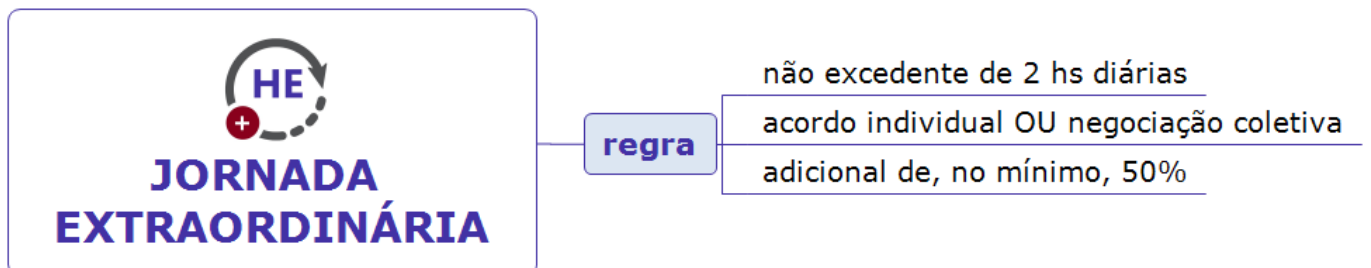 HE
+
JORNADA
EXTRAORDINÁRIA
regra
não excedente de 2 hs diárias
acordo individual OU negociação coletiva
adicional de, no mínimo, 50%